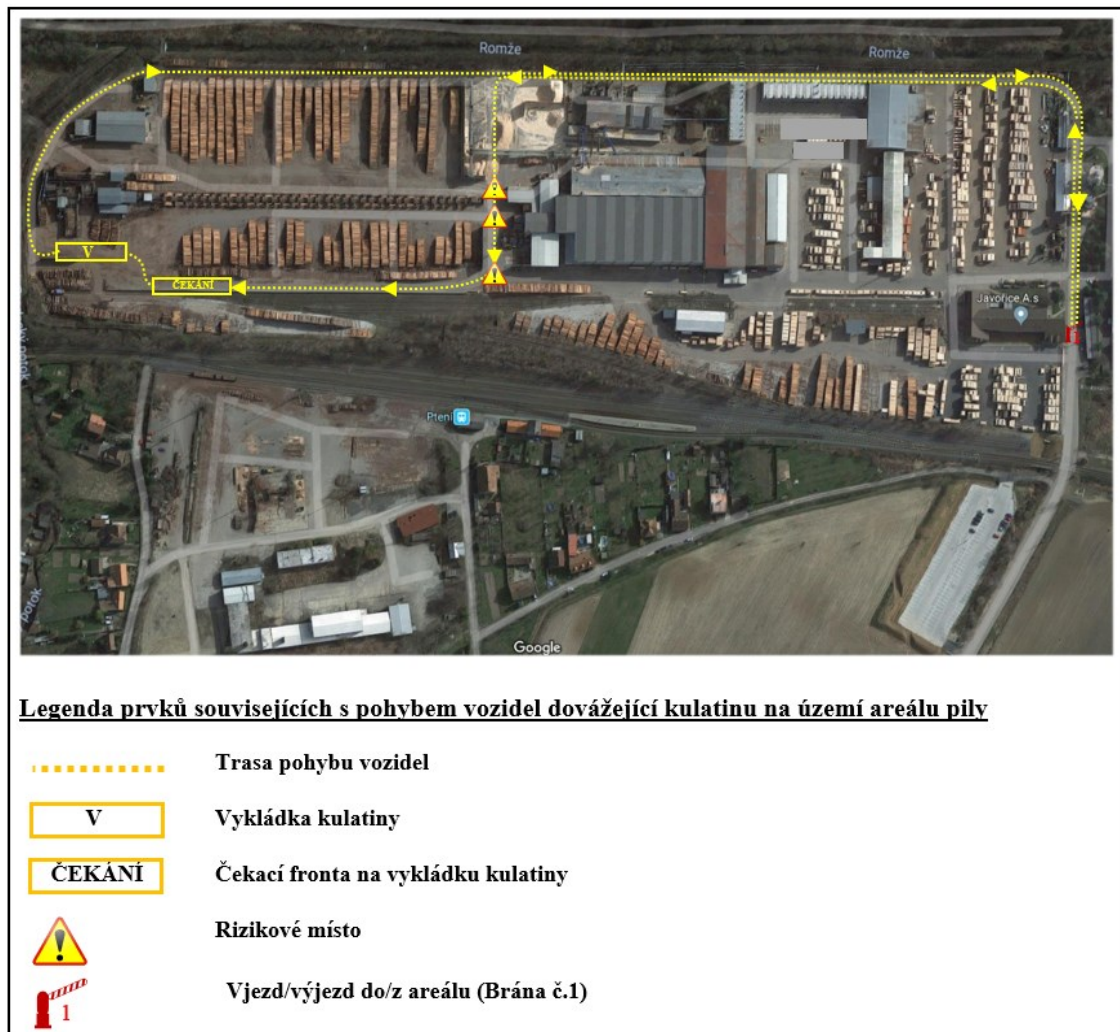 Romže
Romže
V
ČEKÁNÍ
Javořice A.s
Ptení
potok
Google
Legenda prvků souvisejících s pohybem vozidel dovážející kulatinu na území areálu pily
Trasa pohybu vozidel
V
Vykládka kulatiny
ČEKÁNÍ
Čekací fronta na vykládku kulatiny
Rizikové místo
1
Vjezd/výjezd do/z areálu (Brána č.1)